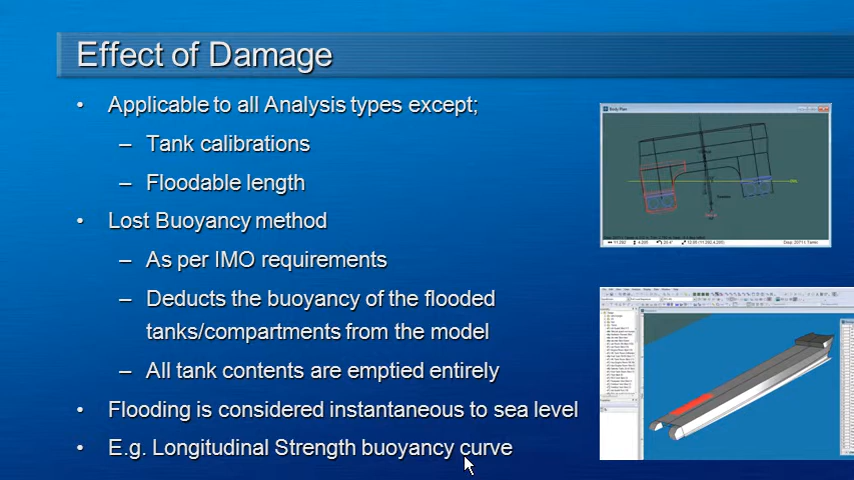 Effect of Damage
• Applicable to all Analysis types except;
– Tank calibrations
– Floodable length
• Lost Buoyancy method
– As per IMO requirements
– Deducts the buoyancy of the flooded
tanks/compartments from the model
– All tank contents are emptied entirely
• Flooding is considered instantaneous to sea level
• E.g. Longitudinal Strength buoyancy curve
Body Plan